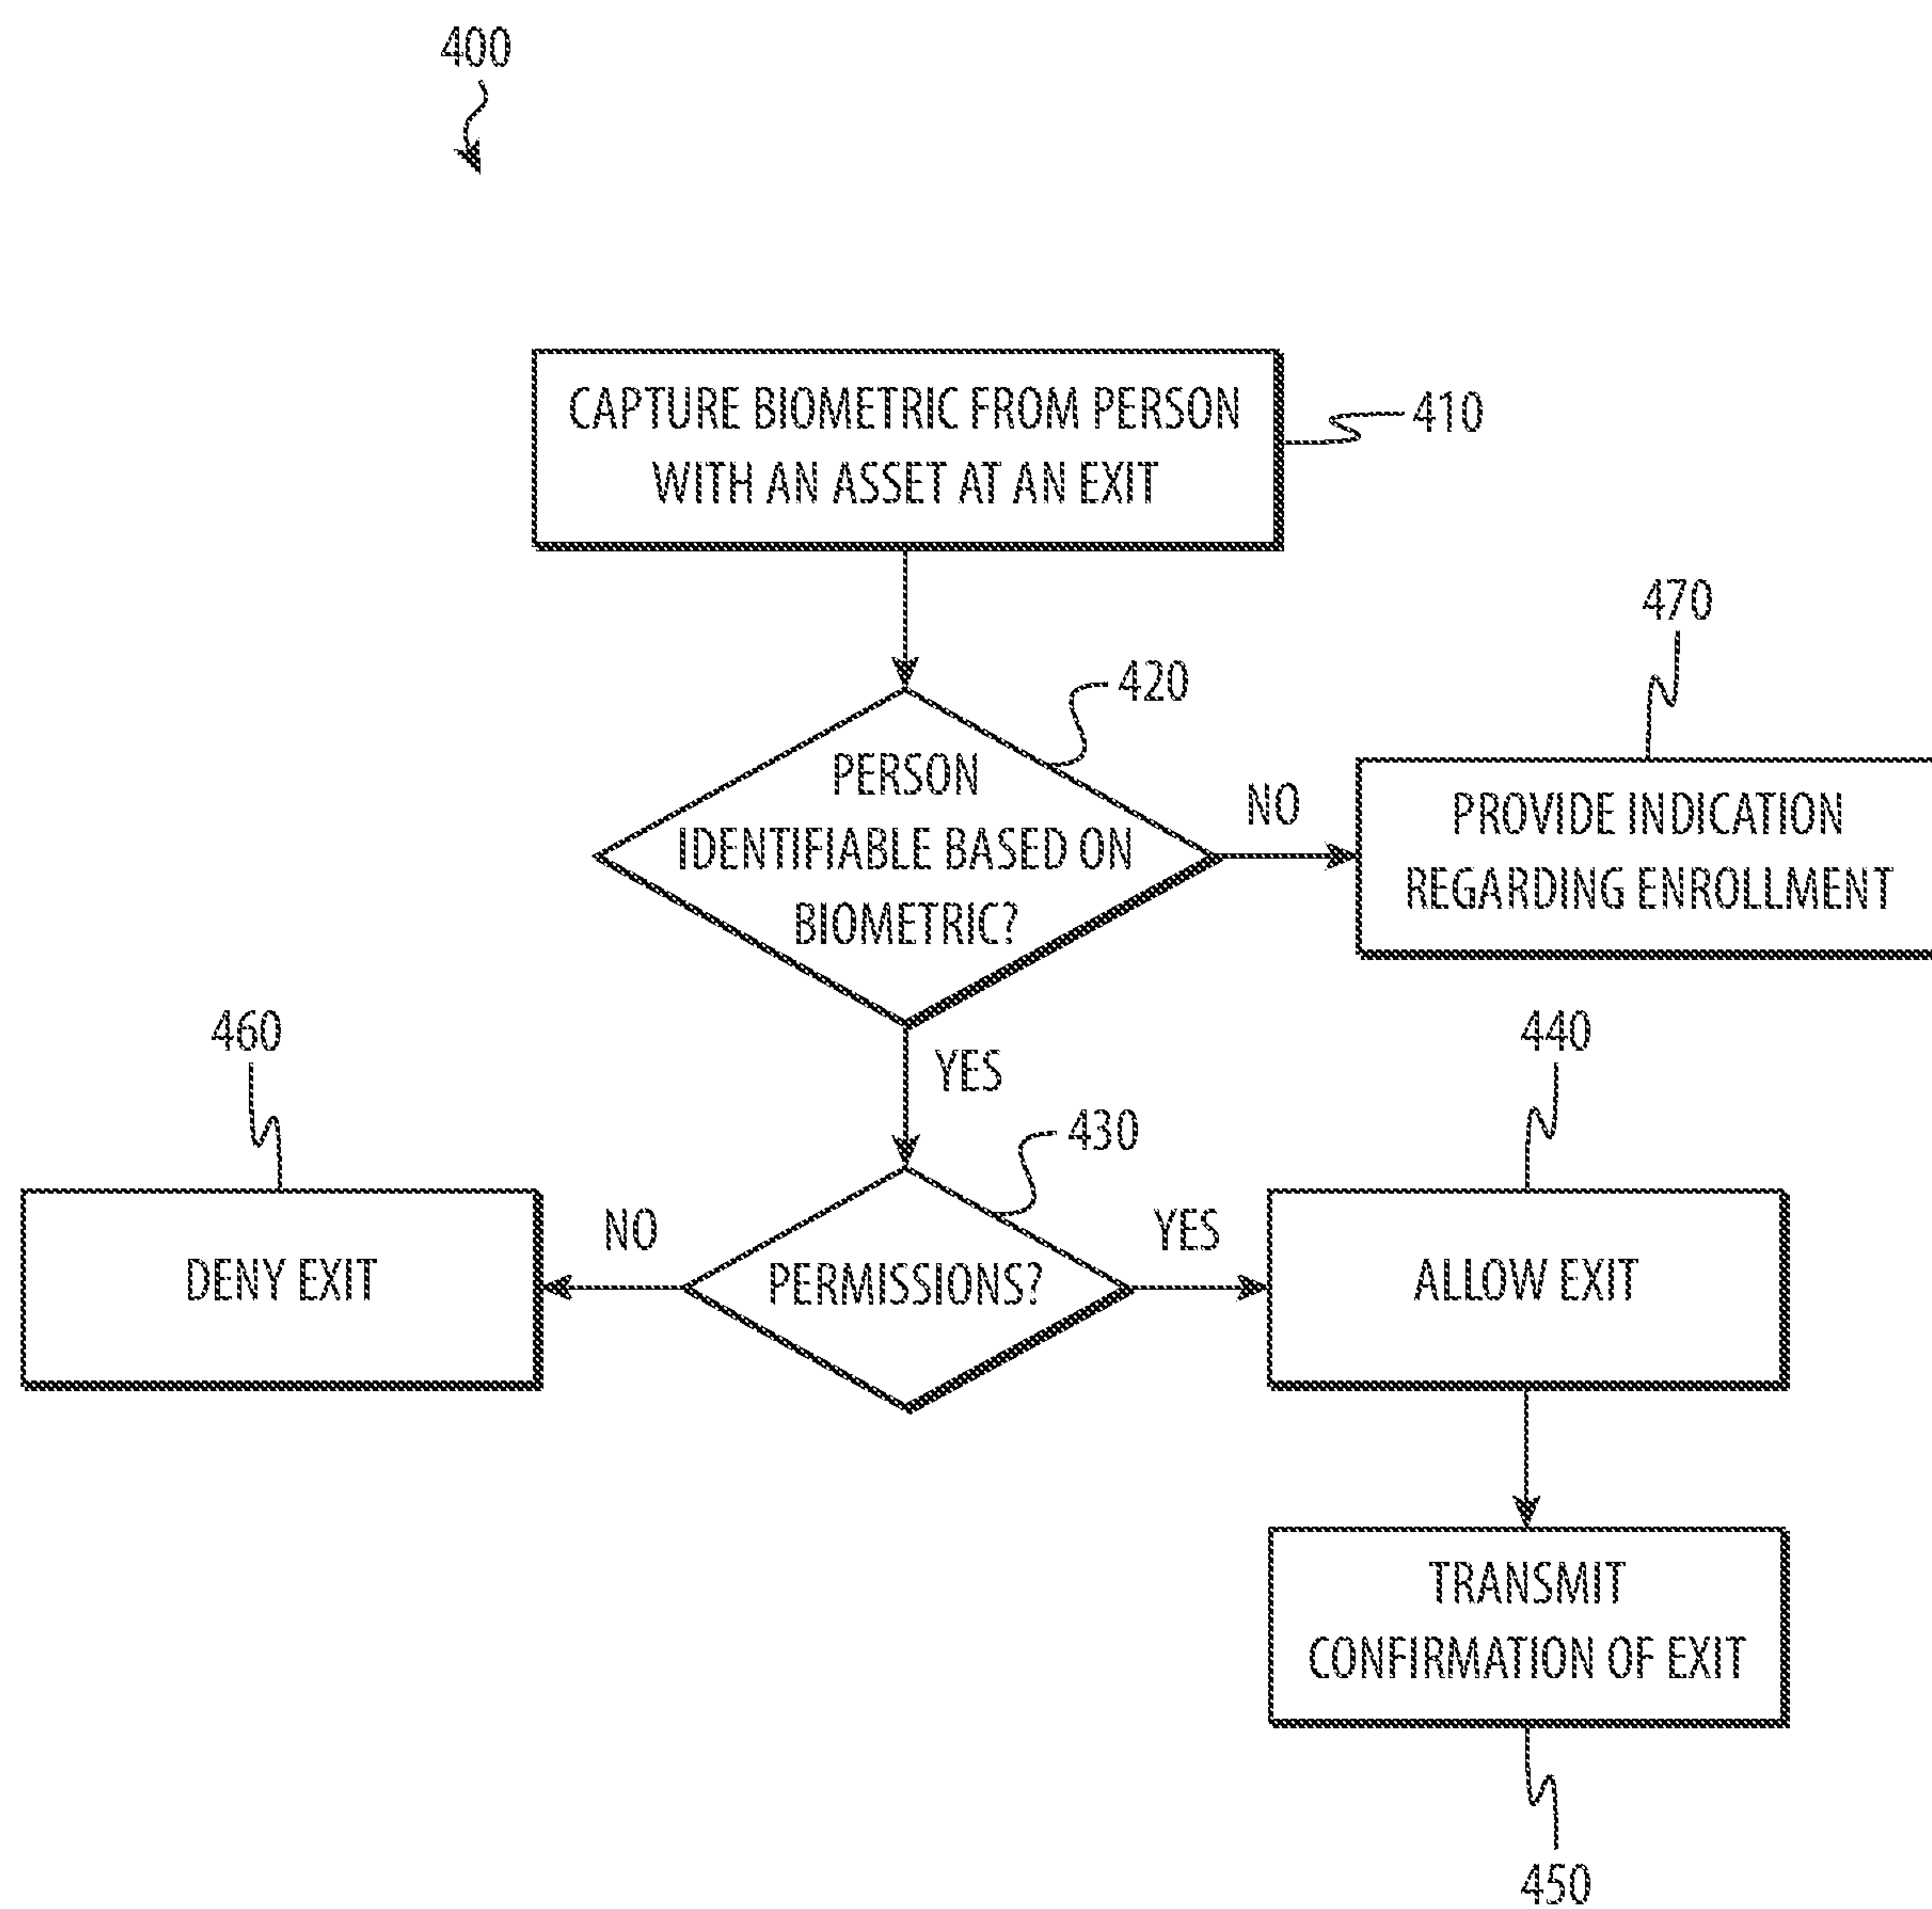 400
CAPTURE BIOMETRIC FROM PERSON
WITH AN ASSET AT AN EXIT
410
470
420
PERSON
IDENTIFIABLE BASED ON
BIOMETRIC?
NO
PROVIDE INDICATION
REGARDING ENROLLMENT
460
YES
440
430
DENY EXIT
NO
PERMISSIONS?
YES
ALLOW EXIT
TRANSMIT
CONFIRMATION OF EXIT
450